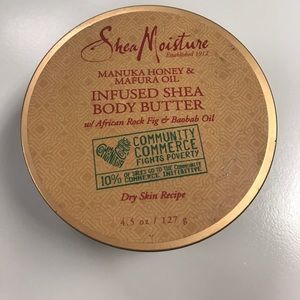 SheaMoisture
Established 1912
MANUKA HONEY &
MAFURA OIL
INFUSED SHEA
BODY BUTTER
w/ African Rock Fig & Baobab Oil
COMMUNITY
COMMERCE
FIGHTS POVERTY
10% OF SALES GO TO THE COMMUNITY
COMMERCE INITIATIVE
Dry Skin Recipe
4.5 oz / 127 g